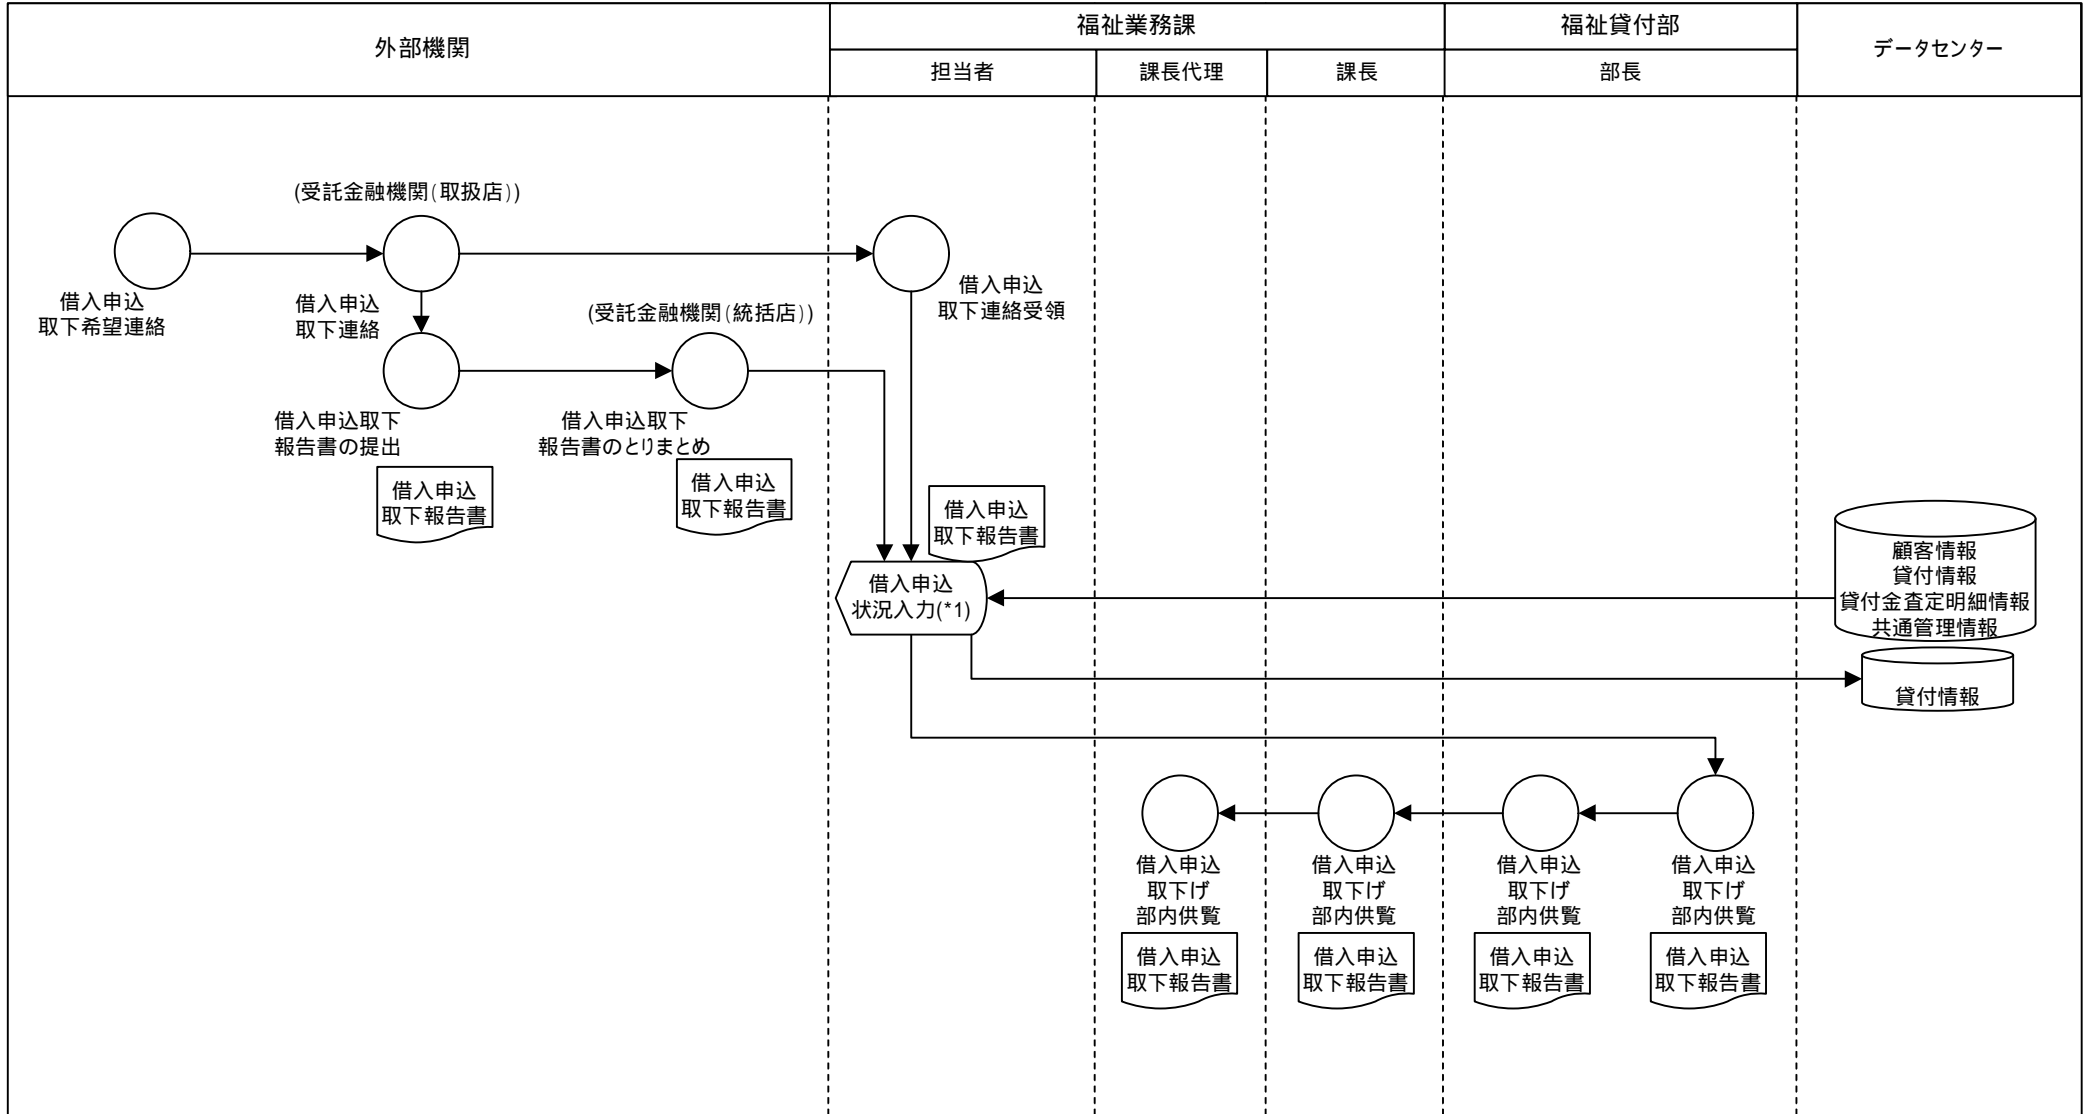 外部機関
福祉業務課
福祉貸付部
データセンター
担当者
課長代理
課長
部長
(受託金融機関(取扱店))
借入申込
取下希望連絡
借入申込
取下連絡
借入申込
取下連絡受領
(受託金融機関(統括店))
借入申込取下
報告書の提出
借入申込取下
報告書のとりまとめ
借入申込
取下報告書
借入申込
取下報告書
借入申込
取下報告書
借入申込
状況入力(*1)
顧客情報
貸付情報
貸付金査定明細情報
共通管理情報
貸付情報
借入申込
取下げ
部内供覧
借入申込
取下げ
部内供覧
借入申込
取下げ
部内供覧
借入申込
取下げ
部内供覧
借入申込
取下報告書
借入申込
取下報告書
借入申込
取下報告書
借入申込
取下報告書